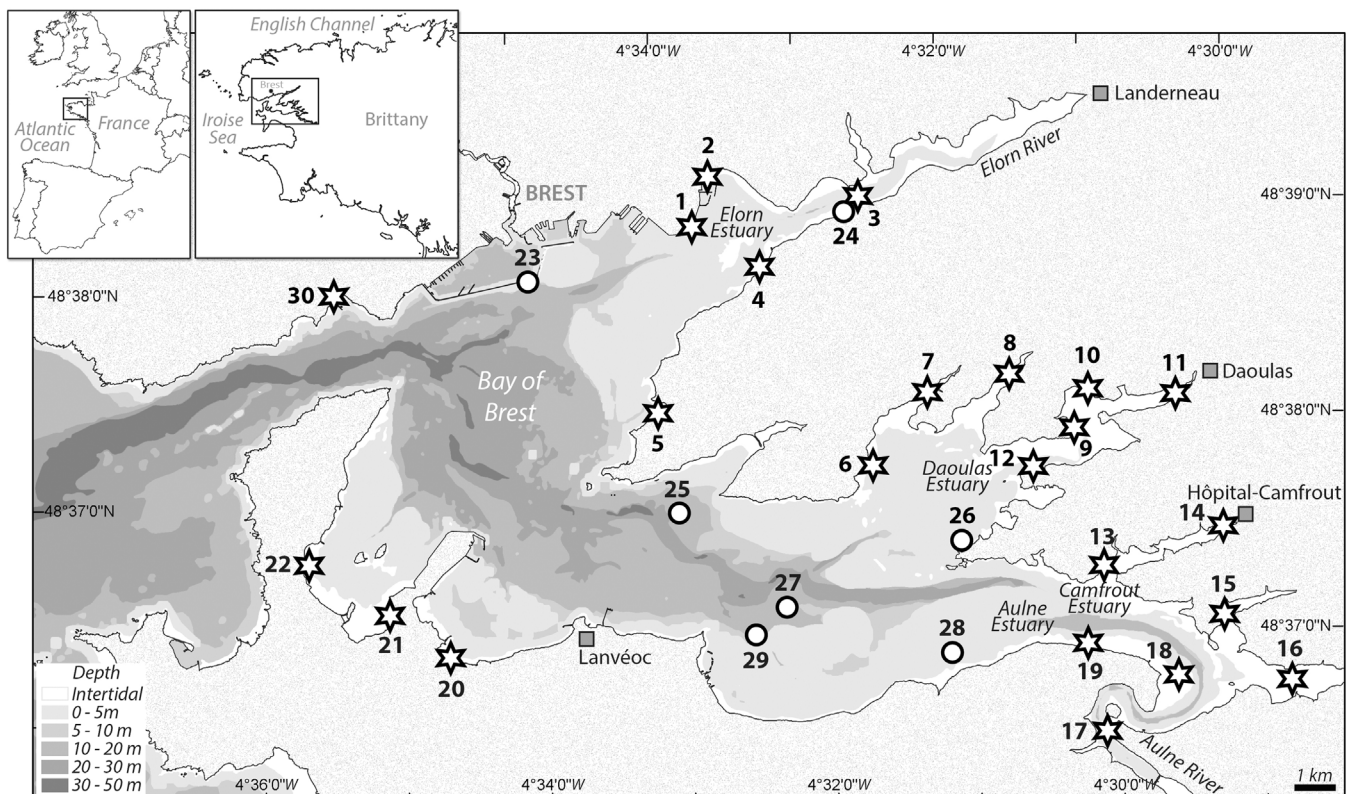 English Channel
Brest
Iroise
Sea
Brittany
Atlantic
Ocean
France
4°34'0"W
4°32'0"W
4°30'0"W
Landerneau
Elorn River
2
BREST
1
Elorn
Estuary
3
24
48°39'0"N
23
4
30
48°38'0"N
7
8
10
11
Daoulas
Bay of
Brest
5
48°38'0"N
9
6
12
Daoulas
Estuary
25
Hôpital-Camfrout
14
48°37'0"N
26
13
22
27
Camfrout
Estuary
15
Aulne
Estuary
48°37'0"N
21
Lanvéoc
29
28
19
18
16
20
17
Aulne River
Depth
Intertidal
0 - 5m
5 - 10 m
10 - 20 m
20 - 30 m
30 - 50 m
4°36'0"W
4°34'0"W
4°32'0"W
4°30'0"W
1 km